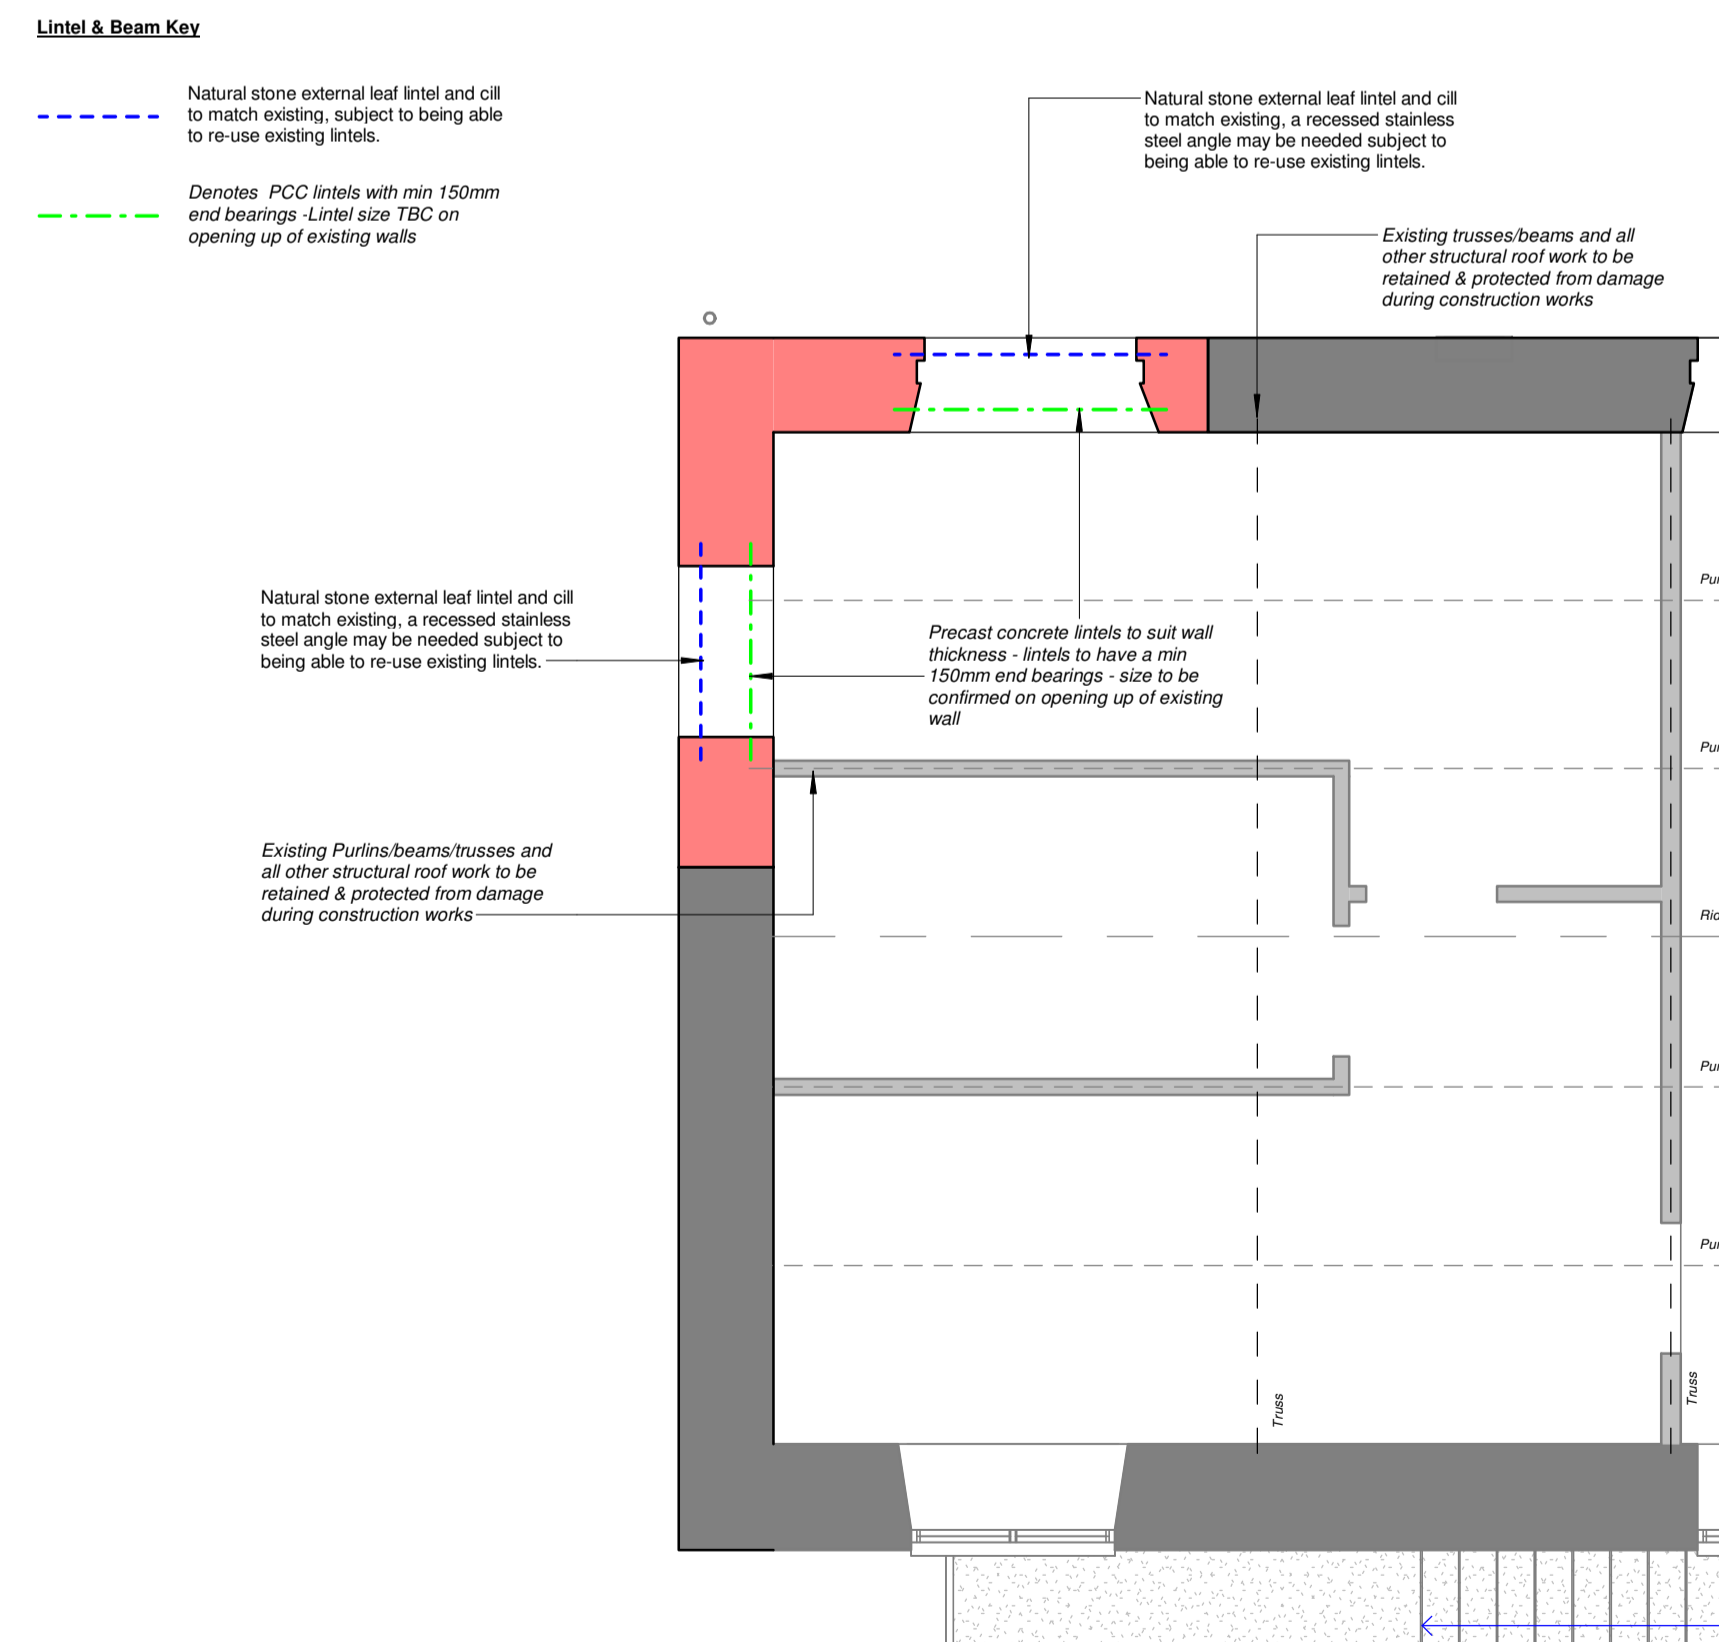 Lintel & Beam Key
Natural stone external leaf lintel and cill
to match existing, subject to being able
to re-use existing lintels.
Denotes PCC lintels with min 150mm
end bearings -Lintel size TBC on
opening up of existing walls
Natural stone external leaf lintel and cill
to match existing, a recessed stainless
steel angle may be needed subject to
being able to re-use existing lintels.
Existing trusses/beams and all
other structural roof work to be
retained & protected from damage
during construction works
Natural stone external leaf lintel and cill
to match existing, a recessed stainless
steel angle may be needed subject to
being able to re-use existing lintels.
Precast concrete lintels to suit wall
thickness - lintels to have a min
150mm end bearings - size to be
confirmed on opening up of existing
wall
Existing Purlins/beams/trusses and
all other structural roof work to be
retained & protected from damage
during construction works
Pur
Pur
Rid
Pur
Pur
Truss
Truss